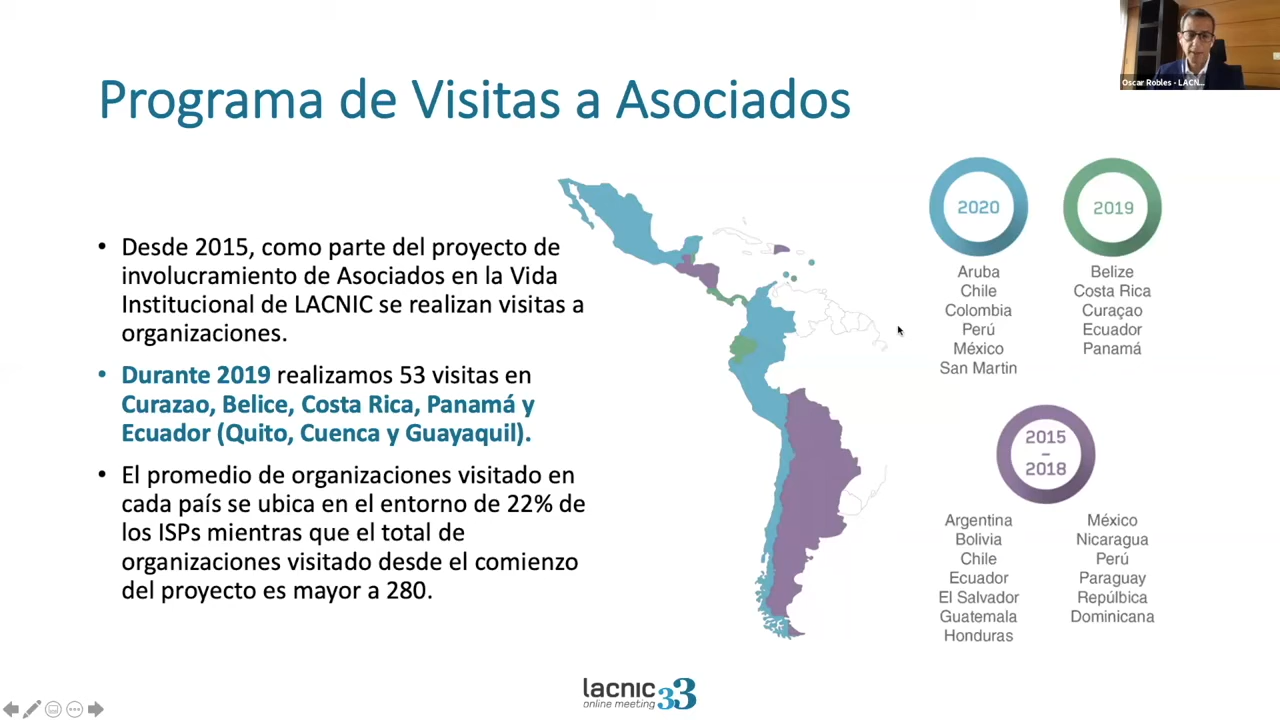 Oscar Robles - LACN...
Programa de Visitas a Asociados
• Desde 2015, como parte del proyecto de
involucramiento de Asociados en la Vida
Institucional de LACNIC se realizan visitas a
organizaciones.
• Durante 2019 realizamos 53 visitas en
Curazao, Belice, Costa Rica, Panamá y
Ecuador (Quito, Cuenca y Guayaquil).
• El promedio de organizaciones visitado en
cada país se ubica en el entorno de 22% de
los ISPs mientras que el total de
organizaciones visitado desde el comienzo
del proyecto es mayor a 280.
2020
Aruba
Chile
Colombia
Perú
México
San Martin
2019
Belize
Costa Rica
Curaçao
Ecuador
Panamá
2015
–
2018
Argentina
Bolivia
Chile
Ecuador
El Salvador
Guatemala
Honduras
México
Nicaragua
Perú
Paraguay
Repúlbica
Dominicana
lacnic 33
online meeting